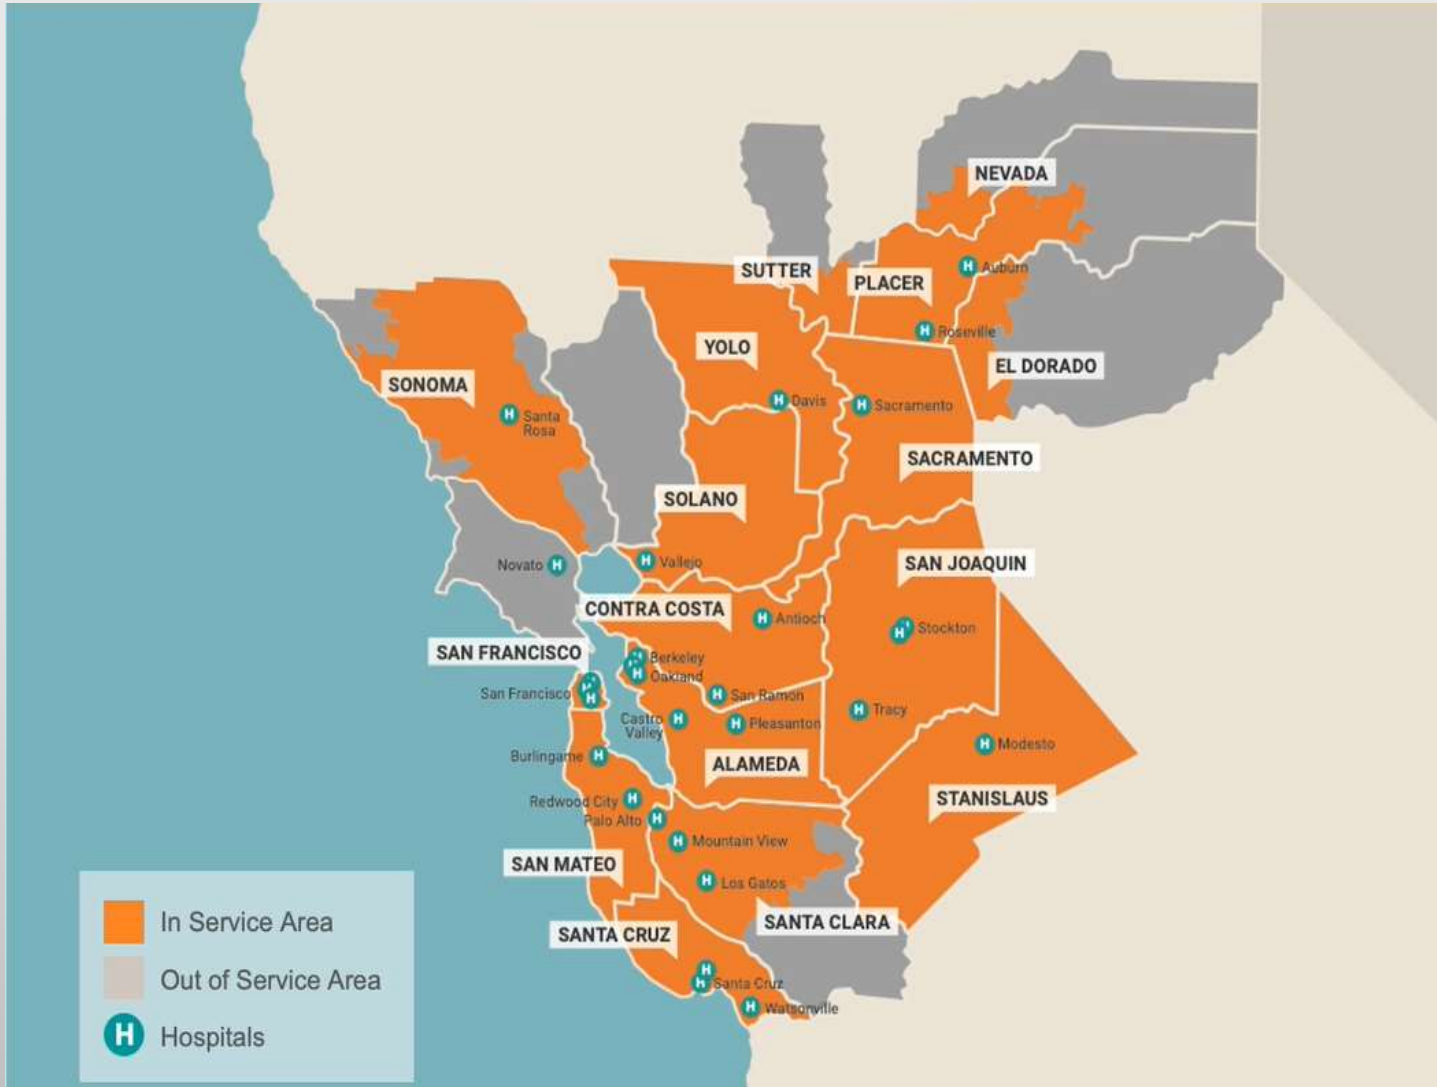 NEVADA
SUTTER
PLACER
Auburn
Roseville
YOLO
EL DORADO
SONOMA
Santa
Rosa
Davis
Sacramento
SACRAMENTO
SOLANO
Novato
Vallejo
SAN JOAQUIN
CONTRA COSTA
Antioch
Stockton
SAN FRANCISCO
Berkeley
Oakland
San Francisco
San Ramon
Castro
Valley
Pleasanton
Tracy
Modesto
Burlingame
ALAMEDA
Redwood City
STANISLAUS
Palo Alto
Mountain View
SAN MATEO
Los Gatos
SANTA CLARA
SANTA CRUZ
Santa Cruz
Watsonville
In Service Area
Out of Service Area
H Hospitals